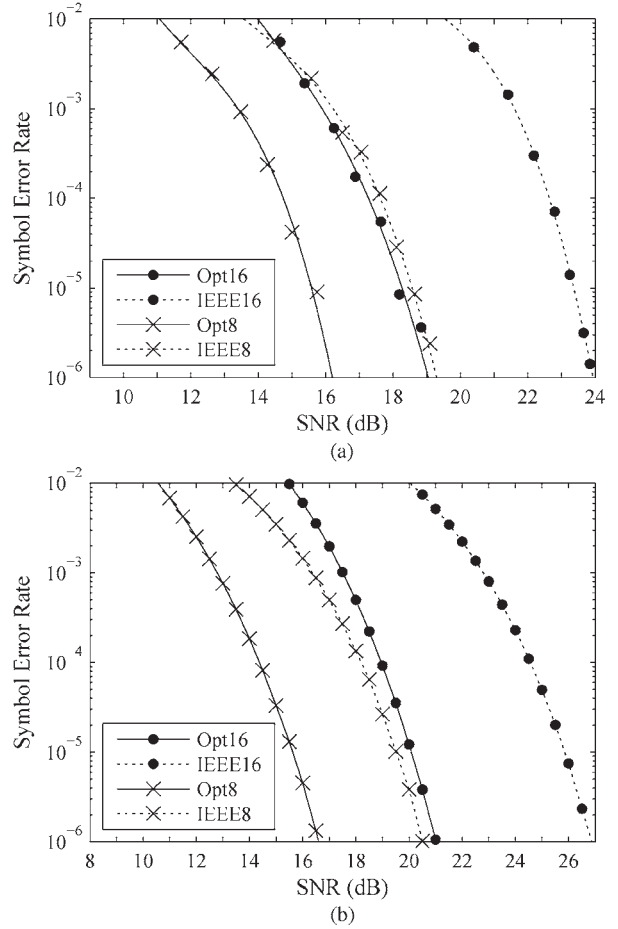 10⁻²
10⁻³
10⁻⁴
10⁻⁵
10⁻⁶
Symbol Error Rate
Opt16
IEEE16
Opt8
IEEE8
10 12 14 16 18 20 22 24
SNR (dB)
(a)
10⁻²
10⁻³
10⁻⁴
10⁻⁵
10⁻⁶
Symbol Error Rate
Opt16
IEEE16
Opt8
IEEE8
8 10 12 14 16 18 20 22 24 26
SNR (dB)
(b)